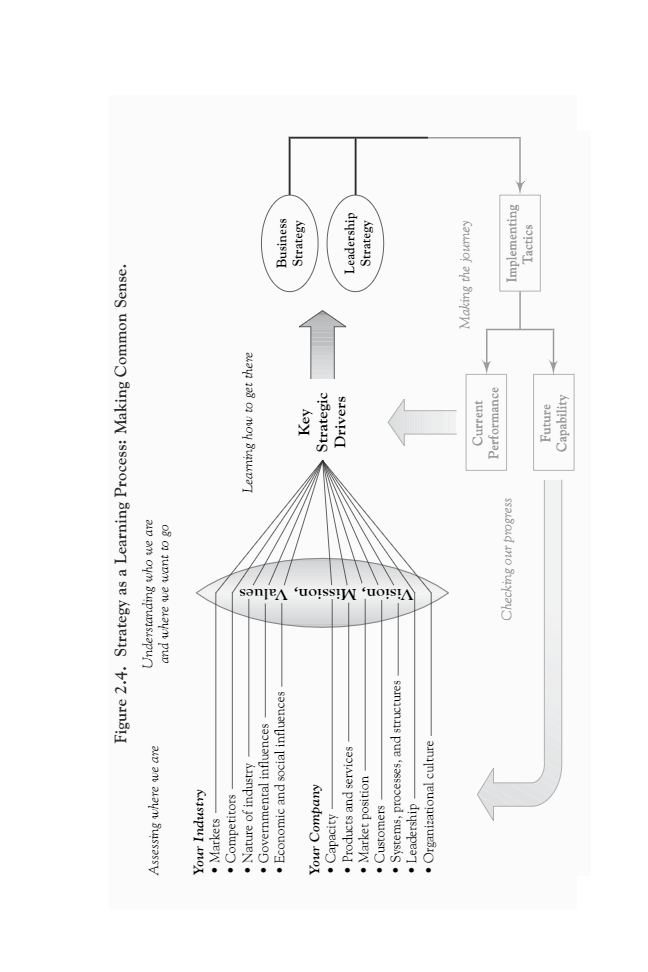 Figure 2.4. Strategy as a Learning Process: Making Common Sense.
Assessing where we are
Understanding who we are
and where we want to go
Learning how to get there
Your Industry
• Markets
• Competitors
• Nature of industry
• Governmental influences
• Economic and social influences
Your Company
• Capacity
• Products and services
• Market position
• Customers
• Systems, processes, and structures
• Leadership
• Organizational culture
Vision, Mission, Values
Key
Strategic
Drivers
Business
Strategy
Leadership
Strategy
Making the journey
Implementing
Tactics
Current
Performance
Future
Capability
Checking our progress